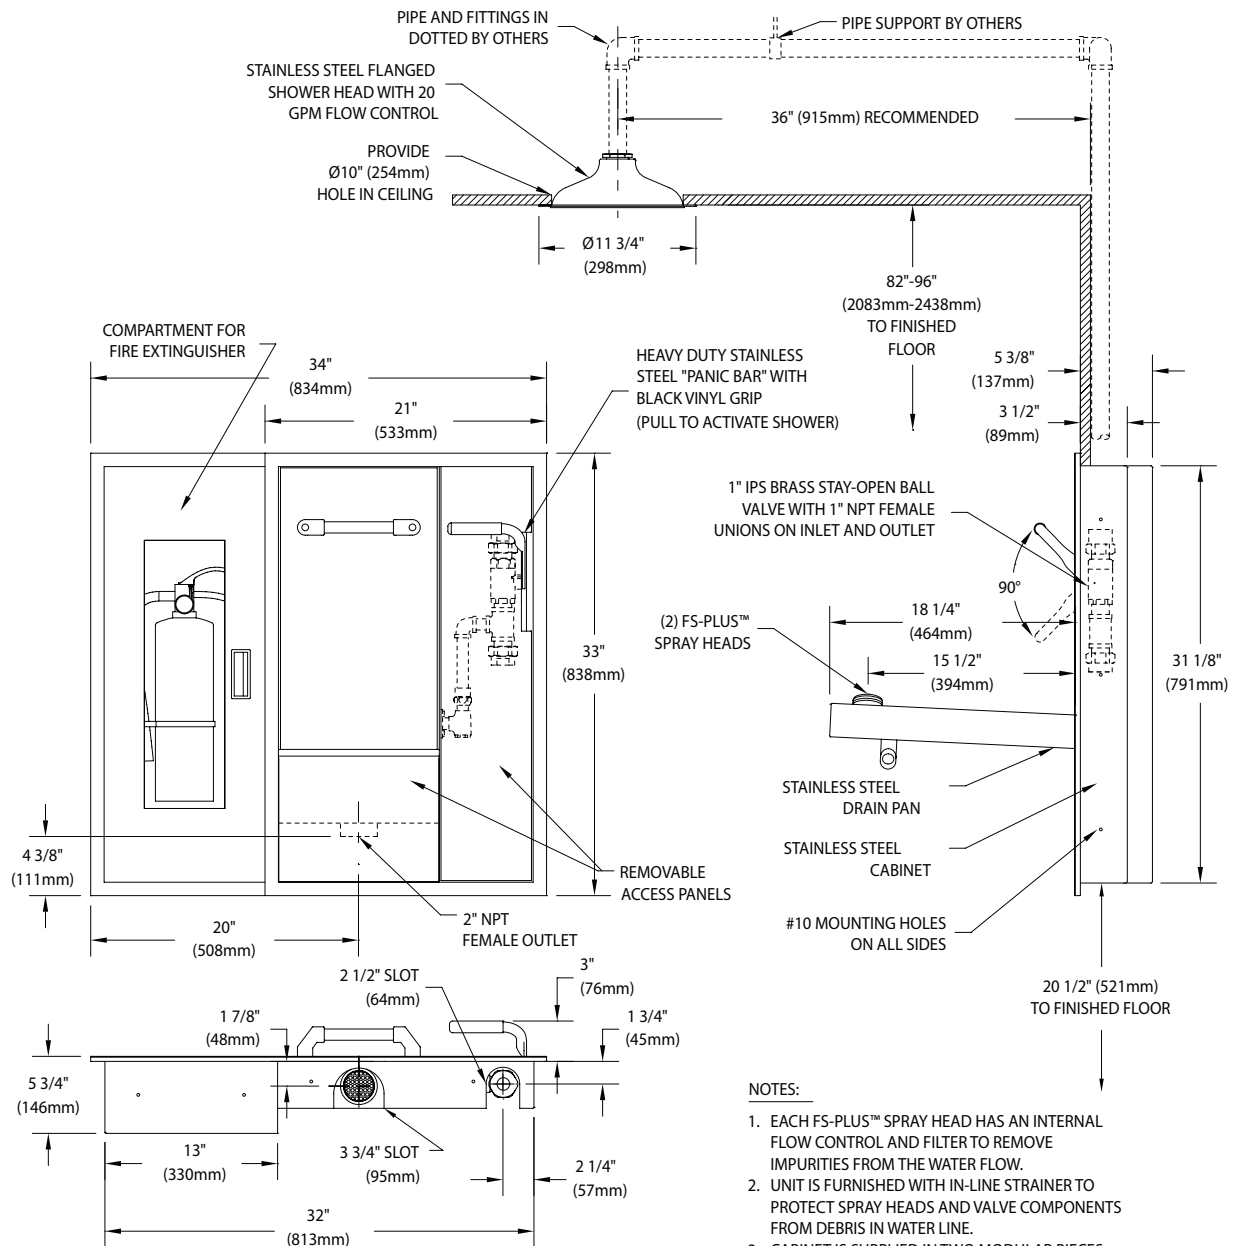 PIPE AND FITTINGS IN
DOTTED BY OTHERS
PIPE SUPPORT BY OTHERS
STAINLESS STEEL FLANGED
SHOWER HEAD WITH 20
GPM FLOW CONTROL
36" (915mm) RECOMMENDED
PROVIDE
Ø10" (254mm)
HOLE IN CEILING
Ø11 3/4"
(298mm)
82"-96"
(2083mm-2438mm)
TO FINISHED
FLOOR
COMPARTMENT FOR
FIRE EXTINGUISHER
34"
(834mm)
21"
(533mm)
HEAVY DUTY STAINLESS
STEEL "PANIC BAR" WITH
BLACK VINYL GRIP
(PULL TO ACTIVATE SHOWER)
5 3/8"
(137mm)
3 1/2"
(89mm)
1" IPS BRASS STAY-OPEN BALL
VALVE WITH 1" NPT FEMALE
UNIONS ON INLET AND OUTLET
90°
18 1/4"
(464mm)
(2) FS-PLUS™
SPRAY HEADS
15 1/2"
(394mm)
33"
(838mm)
31 1/8"
(791mm)
STAINLESS STEEL
DRAIN PAN
STAINLESS STEEL
CABINET
4 3/8"
(111mm)
REMOVABLE
ACCESS PANELS
#10 MOUNTING HOLES
ON ALL SIDES
20"
(508mm)
2" NPT
FEMALE OUTLET
20 1/2" (521mm)
TO FINISHED FLOOR
2 1/2" SLOT
(64mm)
3"
(76mm)
1 7/8"
(48mm)
1 3/4"
(45mm)
5 3/4"
(146mm)
13"
(330mm)
3 3/4" SLOT
(95mm)
2 1/4"
(57mm)
32"
(813mm)
NOTES:
1. EACH FS-PLUS™ SPRAY HEAD HAS AN INTERNAL
FLOW CONTROL AND FILTER TO REMOVE
IMPURITIES FROM THE WATER FLOW.
2. UNIT IS FURNISHED WITH IN-LINE STRAINER TO
PROTECT SPRAY HEADS AND VALVE COMPONENTS
FROM DEBRIS IN WATER LINE.
3. CABINET IS SUPPLIED IN TWO MODULAR PIECES